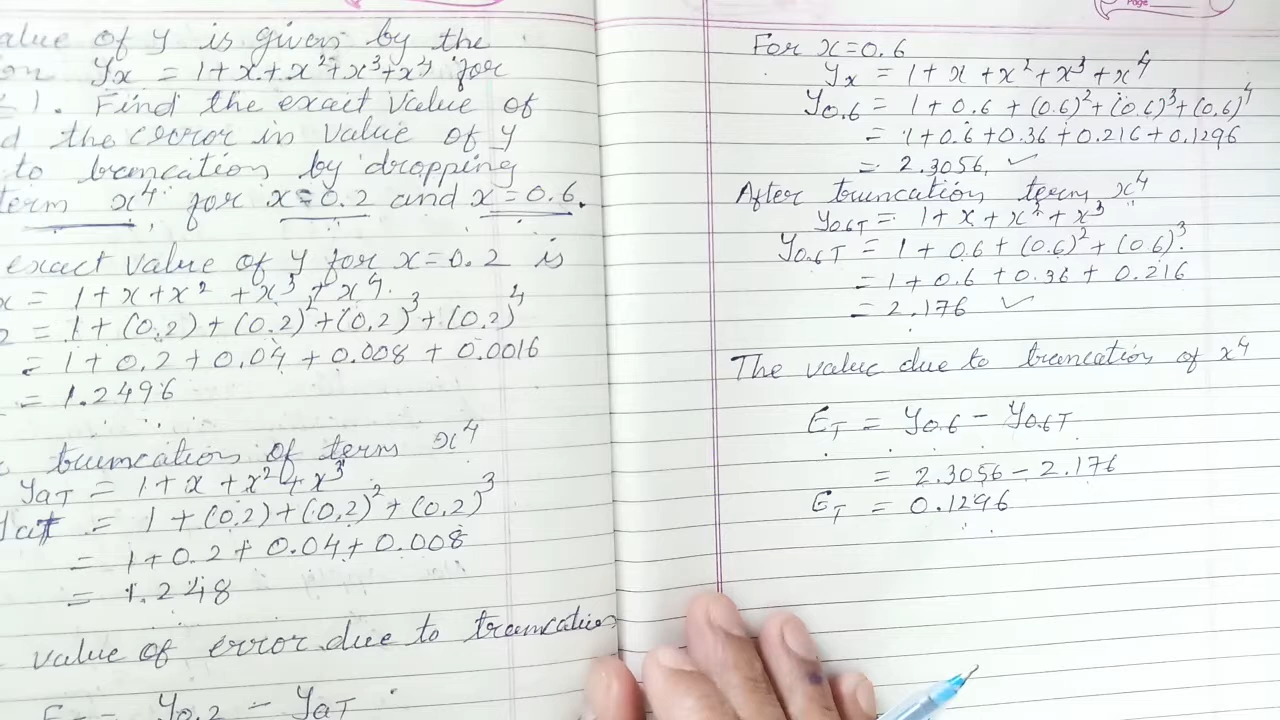 alue of y is given by the
ion Yx = 1+x+x²+x³+x⁴ for
1). Find the exact value of
d the error in value of y
to truncation by dropping
term x⁴ for x=0.2 and x=0.6.
exact value of y for x=0.2 is
x = 1+x+x²+x³+x⁴.
2 = 1+(0.2)+(0.2)²+(0.2)³+(0.2)⁴
= 1+0.2+0.04+0.008+0.0016
= 1.2496
truncation of term x⁴
YaT = 1+x+x²+x³
YaT = 1+(0.2)+(0.2)²+(0.2)³
= 1+0.2+0.04+0.008
= 1.248
value of error due to truncation
ET = Y0.2 - YaT
Page
For x=0.6
Yx = 1+x+x²+x³+x⁴
Y0.6 = 1+0.6+(0.6)²+(0.6)³+(0.6)⁴
= 1+0.6+0.36+0.216+0.1296
= 2.3056 ✓
After truncation term x⁴
Y0.6T = 1+x+x²+x³
Y0.6T = 1+0.6+(0.6)²+(0.6)³
= 1+0.6+0.36+0.216
= 2.176 ✓
The value due to truncation of x⁴
ET = Y0.6 - Y0.6T
= 2.3056-2.176
ET = 0.1296